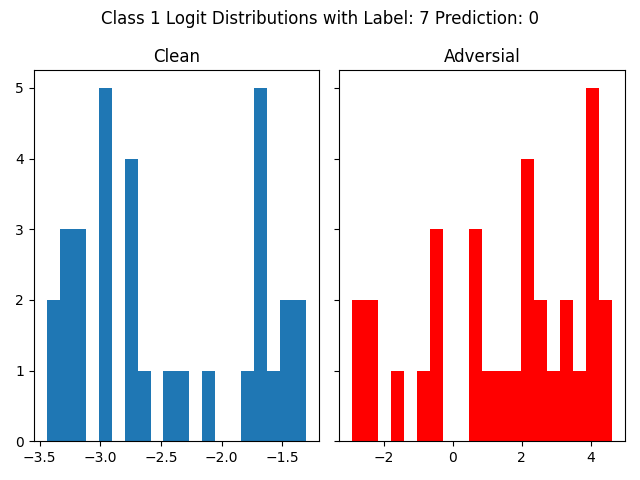 Class 1 Logit Distributions with Label: 7 Prediction: 0
Clean
Adversial
5
4
3
2
1
0
−3.5 −3.0 −2.5 −2.0 −1.5
−2 0 2 4